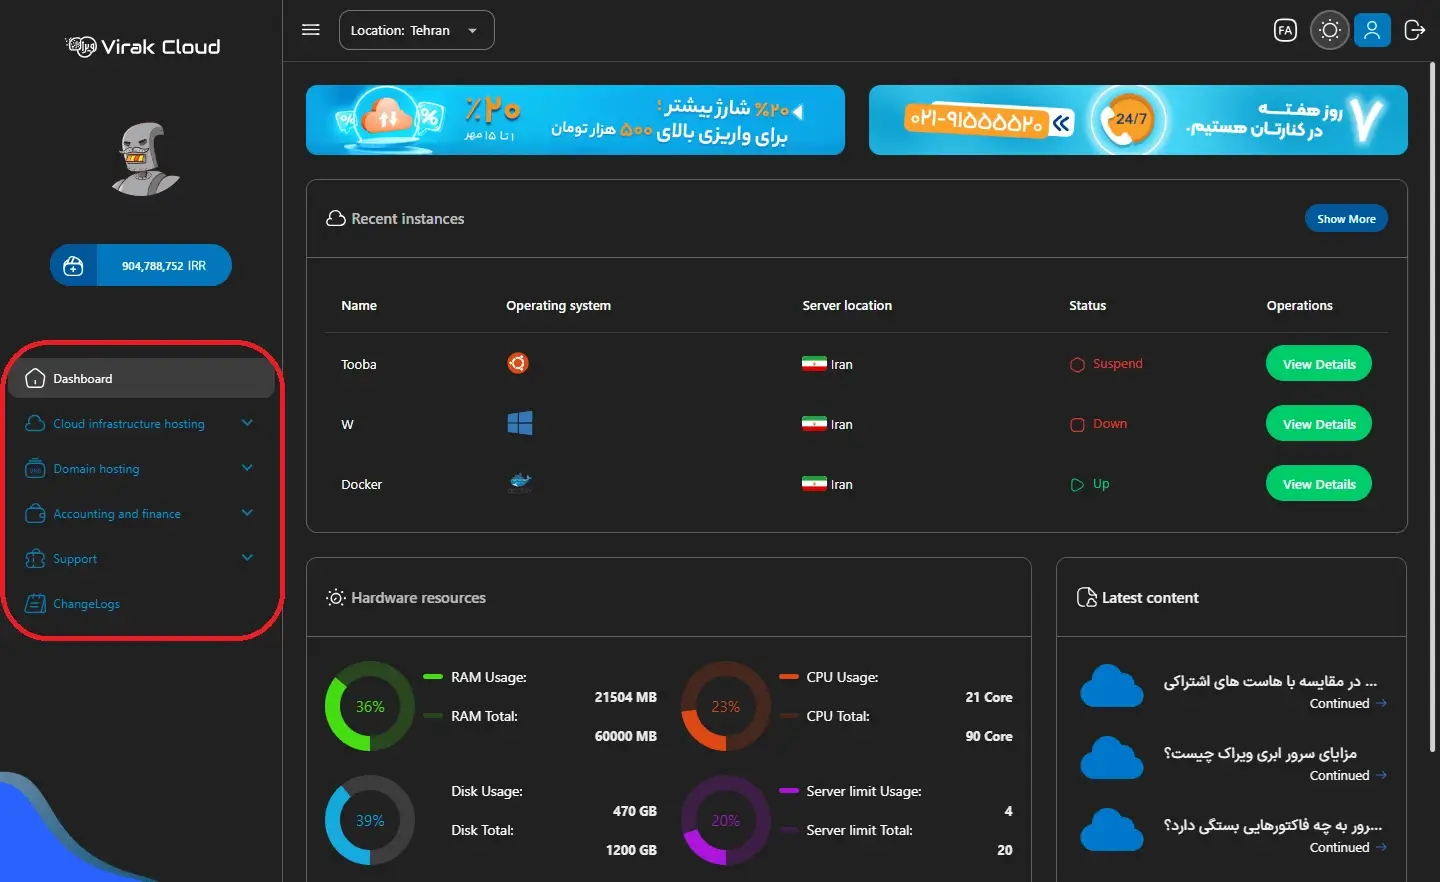 Virak Cloud
904,788,752 IRR
Dashboard
Cloud infrastructure hosting
Domain hosting
Accounting and finance
Support
ChangeLogs
Location: Tehran
FA
۲۰% شارژ بیشتر!
برای واریزی بالای ۵۰۰ هزار تومان
٪۲۰
۱ تا ۱۵ مهر
%
%
۷ روز هفتـــه
در کنارتـان هستیم.
24/7
۰۲۱-۹۱۵۵۵۵۲۰
Recent instances
Show More
Name Operating system Server location Status Operations
Tooba Iran Suspend View Details
W Iran Down View Details
Docker Iran Up View Details
Hardware resources
36%
RAM Usage:
21504 MB
RAM Total:
60000 MB
23%
CPU Usage:
21 Core
CPU Total:
90 Core
39%
Disk Usage:
470 GB
Disk Total:
1200 GB
20%
Server limit Usage:
4
Server limit Total:
20
Latest content
در مقایسه با هاست های اشتراکی ...
Continued
مزایای سرور ابری ویراک چیست؟
Continued
...رور به چه فاکتورهایی بستگی دارد؟
Continued